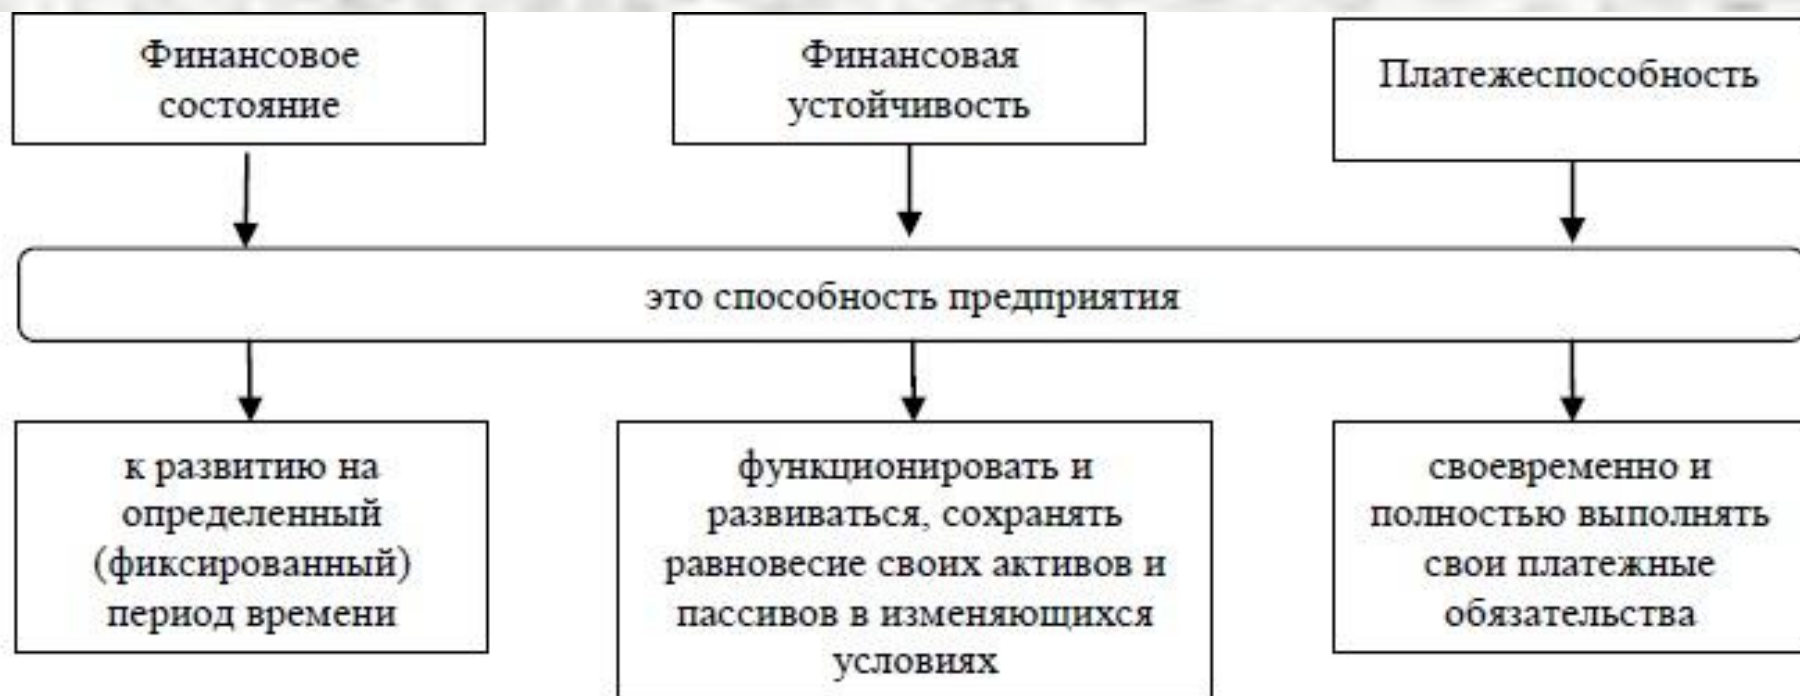 Финансовое
состояние
Финансовая
устойчивость
Платежеспособность
это способность предприятия
к развитию на
определенный
(фиксированный)
период времени
функционировать и
развиваться, сохранять
равновесие своих активов и
пассивов в изменяющихся
условиях
своевременно и
полностью выполнять
свои платежные
обязательства